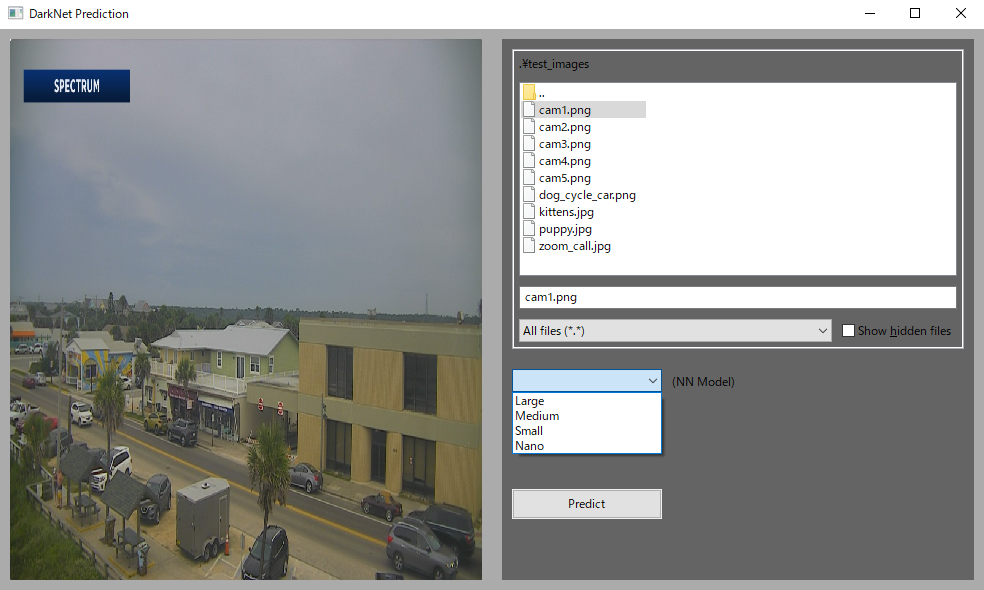 DarkNet Prediction
SPECTRUM
.¥test_images
..
cam1.png
cam2.png
cam3.png
cam4.png
cam5.png
dog_cycle_car.png
kittens.jpg
puppy.jpg
zoom_call.jpg
cam1.png
All files (*.*)
Show hidden files
(NN Model)
Large
Medium
Small
Nano
Predict